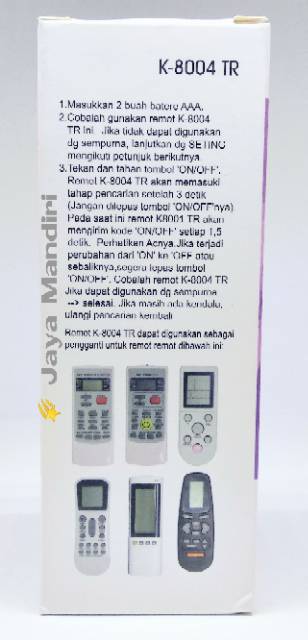 K-8004 TR
1.Masukkan 2 buah batere AAA.
2.Cobalah gunakan remot K-8004
TR ini. Jika tidak dapat digunakan
dg sempurna, lanjutkan dg SETING
mengikuti petunjuk berikutnya.
3.Tekan dan tahan tombol 'ON/OFF'.
Remot K-8004 TR akan memasuki
tahap pencarian setelah 3 detik
(Jangan dilepas tombol 'ON/OFF'nya)
Pada saat ini remot K8001 TR akan
mengirim kode 'ON/OFF' setiap 1,5
detik. Perhatikan Acnya.Jika terjadi
perubahan dari 'ON' ke 'OFF atau
sebaliknya,segera lepas tombol
'ON/OFF'. Cobalah remot K-8004 TR
Jika dapat digunakan dg sempurna
--> selesai. Jika masih ada kendala,
ulangi pencarian kembali
Remot K-8004 TR dapat digunakan sebagai
pengganti untuk remot remot dibawah ini:
Jaya Mandiri